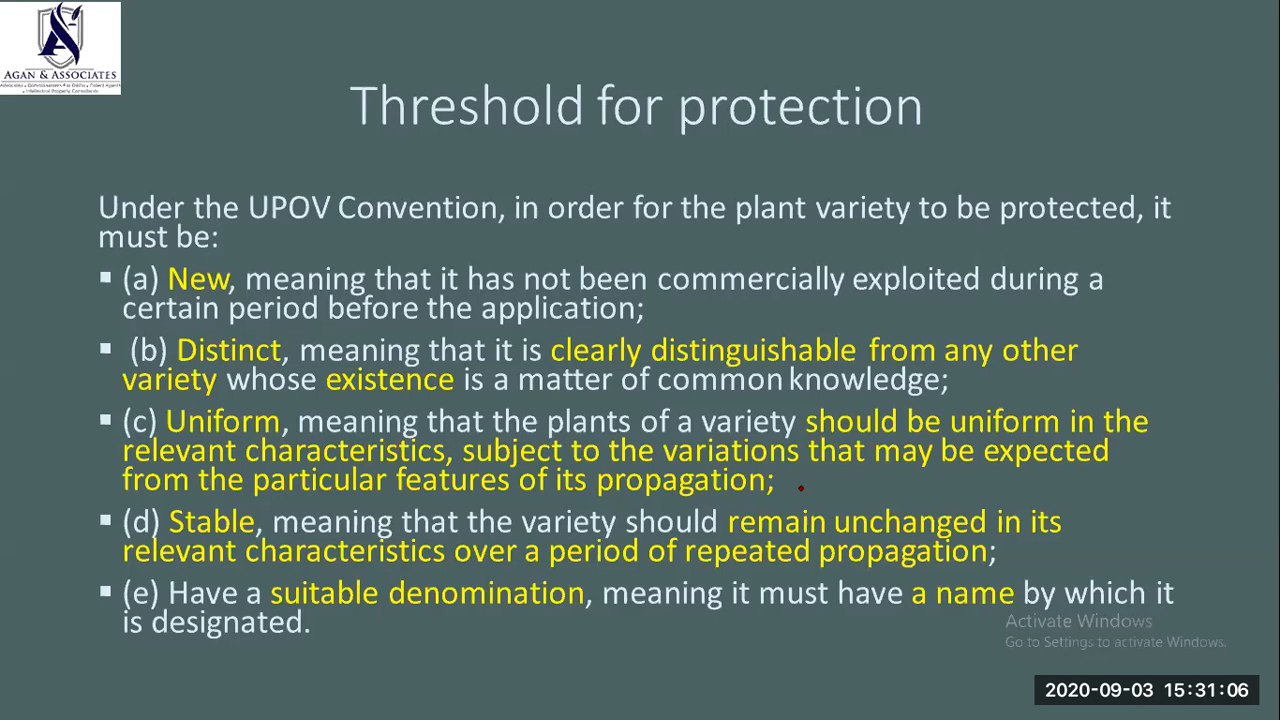 AGAN & ASSOCIATES
Threshold for protection
Under the UPOV Convention, in order for the plant variety to be protected, it
must be:
▪ (a) New, meaning that it has not been commercially exploited during a
certain period before the application;
▪ (b) Distinct, meaning that it is clearly distinguishable from any other
variety whose existence is a matter of common knowledge;
▪ (c) Uniform, meaning that the plants of a variety should be uniform in the
relevant characteristics, subject to the variations that may be expected
from the particular features of its propagation;
▪ (d) Stable, meaning that the variety should remain unchanged in its
relevant characteristics over a period of repeated propagation;
▪ (e) Have a suitable denomination, meaning it must have a name by which it
is designated.
Activate Windows
Go to Settings to activate Windows.
2020-09-03 15:31:06